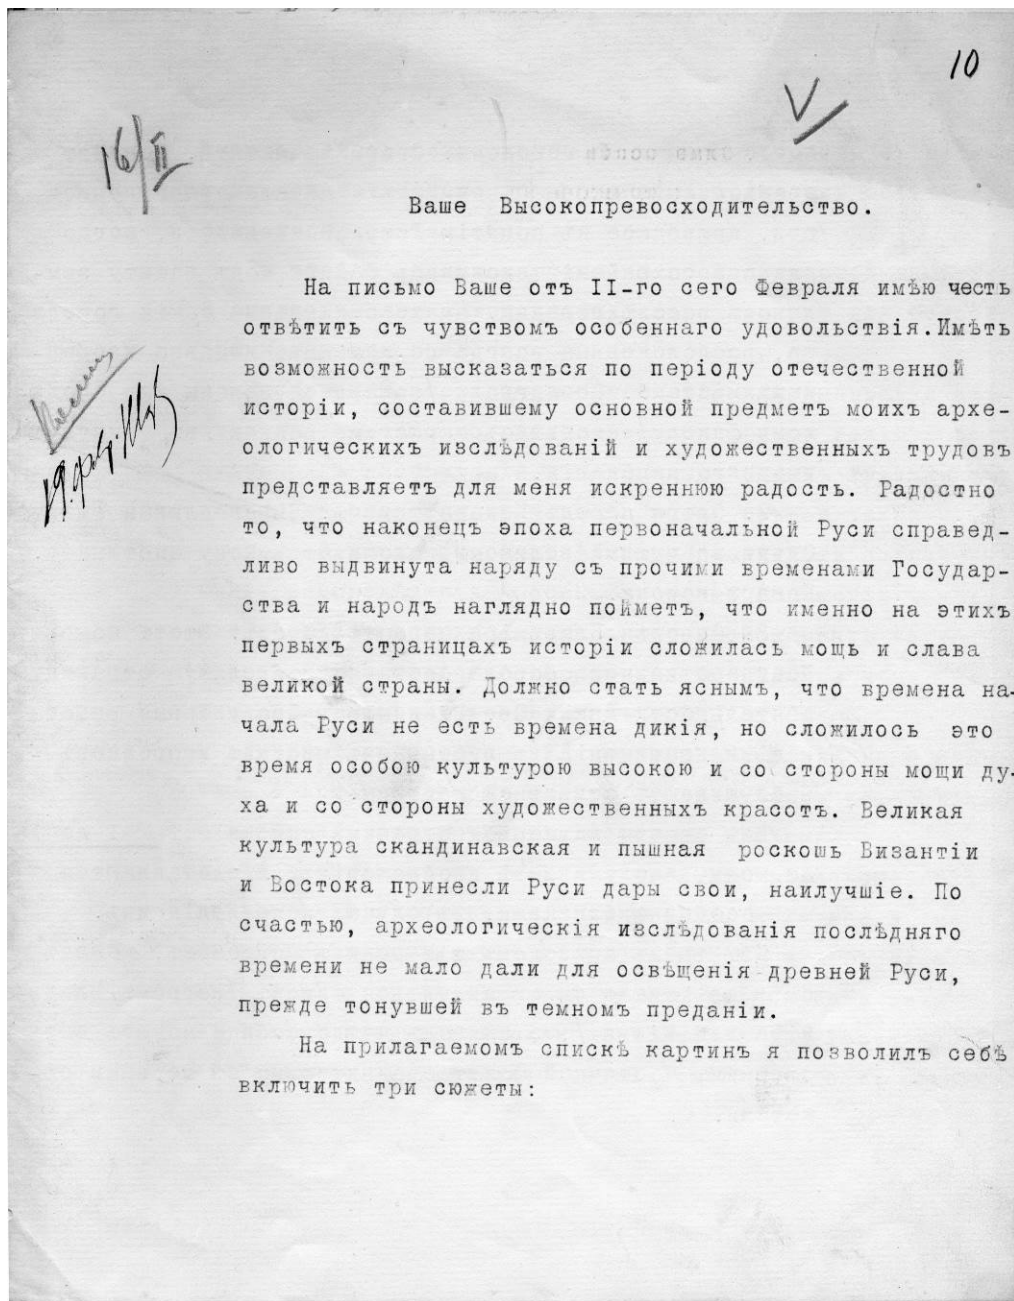 10
16/II
Ваше Высокопревосходительство.
На письмо Ваше отъ II-го сего Февраля имѣю честь
отвѣтить съ чувствомъ особеннаго удовольствія.Имѣть
возможность высказаться по періоду отечественной
исторіи, составившему основной предметъ моихъ архе-
ологическихъ изслѣдованій и художественныхъ трудовъ
представляетъ для меня искреннюю радость. Радостно
то, что наконецъ эпоха первоначальной Руси справед-
ливо выдвинута наряду съ прочими временами Государ-
ства и народъ наглядно пойметъ, что именно на этихъ
первыхъ страницахъ исторіи сложилась мощь и слава
великой страны. Должно стать яснымъ, что времена на-
чала Руси не есть времена дикія, но сложилось это
время особою культурою высокою и со стороны мощи ду-
ха и со стороны художественныхъ красотъ. Великая
культура скандинавская и пышная роскошь Византіи
и Востока принесли Руси дары свои, наилучшіе. По
счастью, археологическія изслѣдованія послѣдняго
времени не мало дали для освѣщенія древней Руси,
прежде тонувшей въ темномъ преданіи.
На прилагаемомъ спискѣ картинъ я позволилъ себѣ
включить три сюжеты:
19.февр.